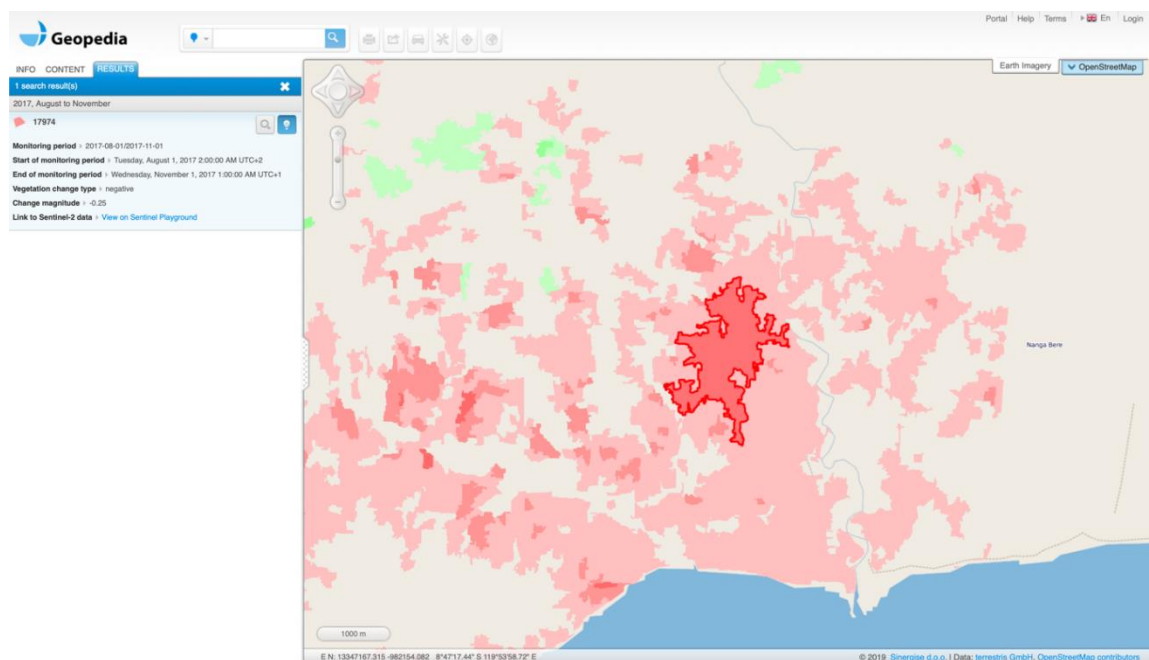 Portal Help Terms En Login
Geopedia
INFO CONTENT RESULTS
1 search result(s)
2017, August to November
17974
Monitoring period 2017-08-01/2017-11-01
Start of monitoring period Tuesday, August 1, 2017 2:00:00 AM UTC+2
End of monitoring period Wednesday, November 1, 2017 1:00:00 AM UTC+1
Vegetation change type negative
Change magnitude -0.25
Link to Sentinel-2 data View on Sentinel Playground
Earth Imagery OpenStreetMap
Nanga Bere
1000 m
E N: 13347167.315 -982154.082 8°47'17.44" S 119°53'58.72" E
© 2019 Sinergise d.o.o. | Data: terrestris GmbH, OpenStreetMap contributors